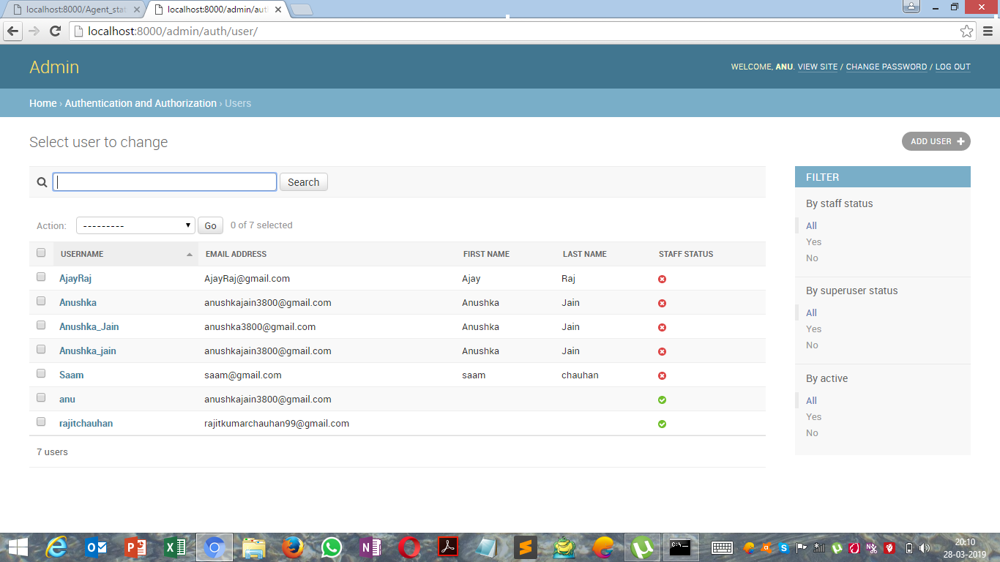 localhost:8000/Agent_stat
localhost:8000/admin/auth
localhost:8000/admin/auth/user/
Admin
WELCOME, ANU. VIEW SITE / CHANGE PASSWORD / LOG OUT
Home › Authentication and Authorization › Users
Select user to change
ADD USER +
Search
Action: --------- Go 0 of 7 selected
USERNAME EMAIL ADDRESS FIRST NAME LAST NAME STAFF STATUS
AjayRaj AjayRaj@gmail.com Ajay Raj
Anushka anushkajain3800@gmail.com Anushka Jain
Anushka_Jain anushka3800@gmail.com Anushka Jain
Anushka_jain anushkajain3800@gmail.com Anushka Jain
Saam saam@gmail.com saam chauhan
anu anushkajain3800@gmail.com
rajitchauhan rajitkumarchauhan99@gmail.com
7 users
FILTER
By staff status
All
Yes
No
By superuser status
All
Yes
No
By active
All
Yes
No
20:10
28-03-2019